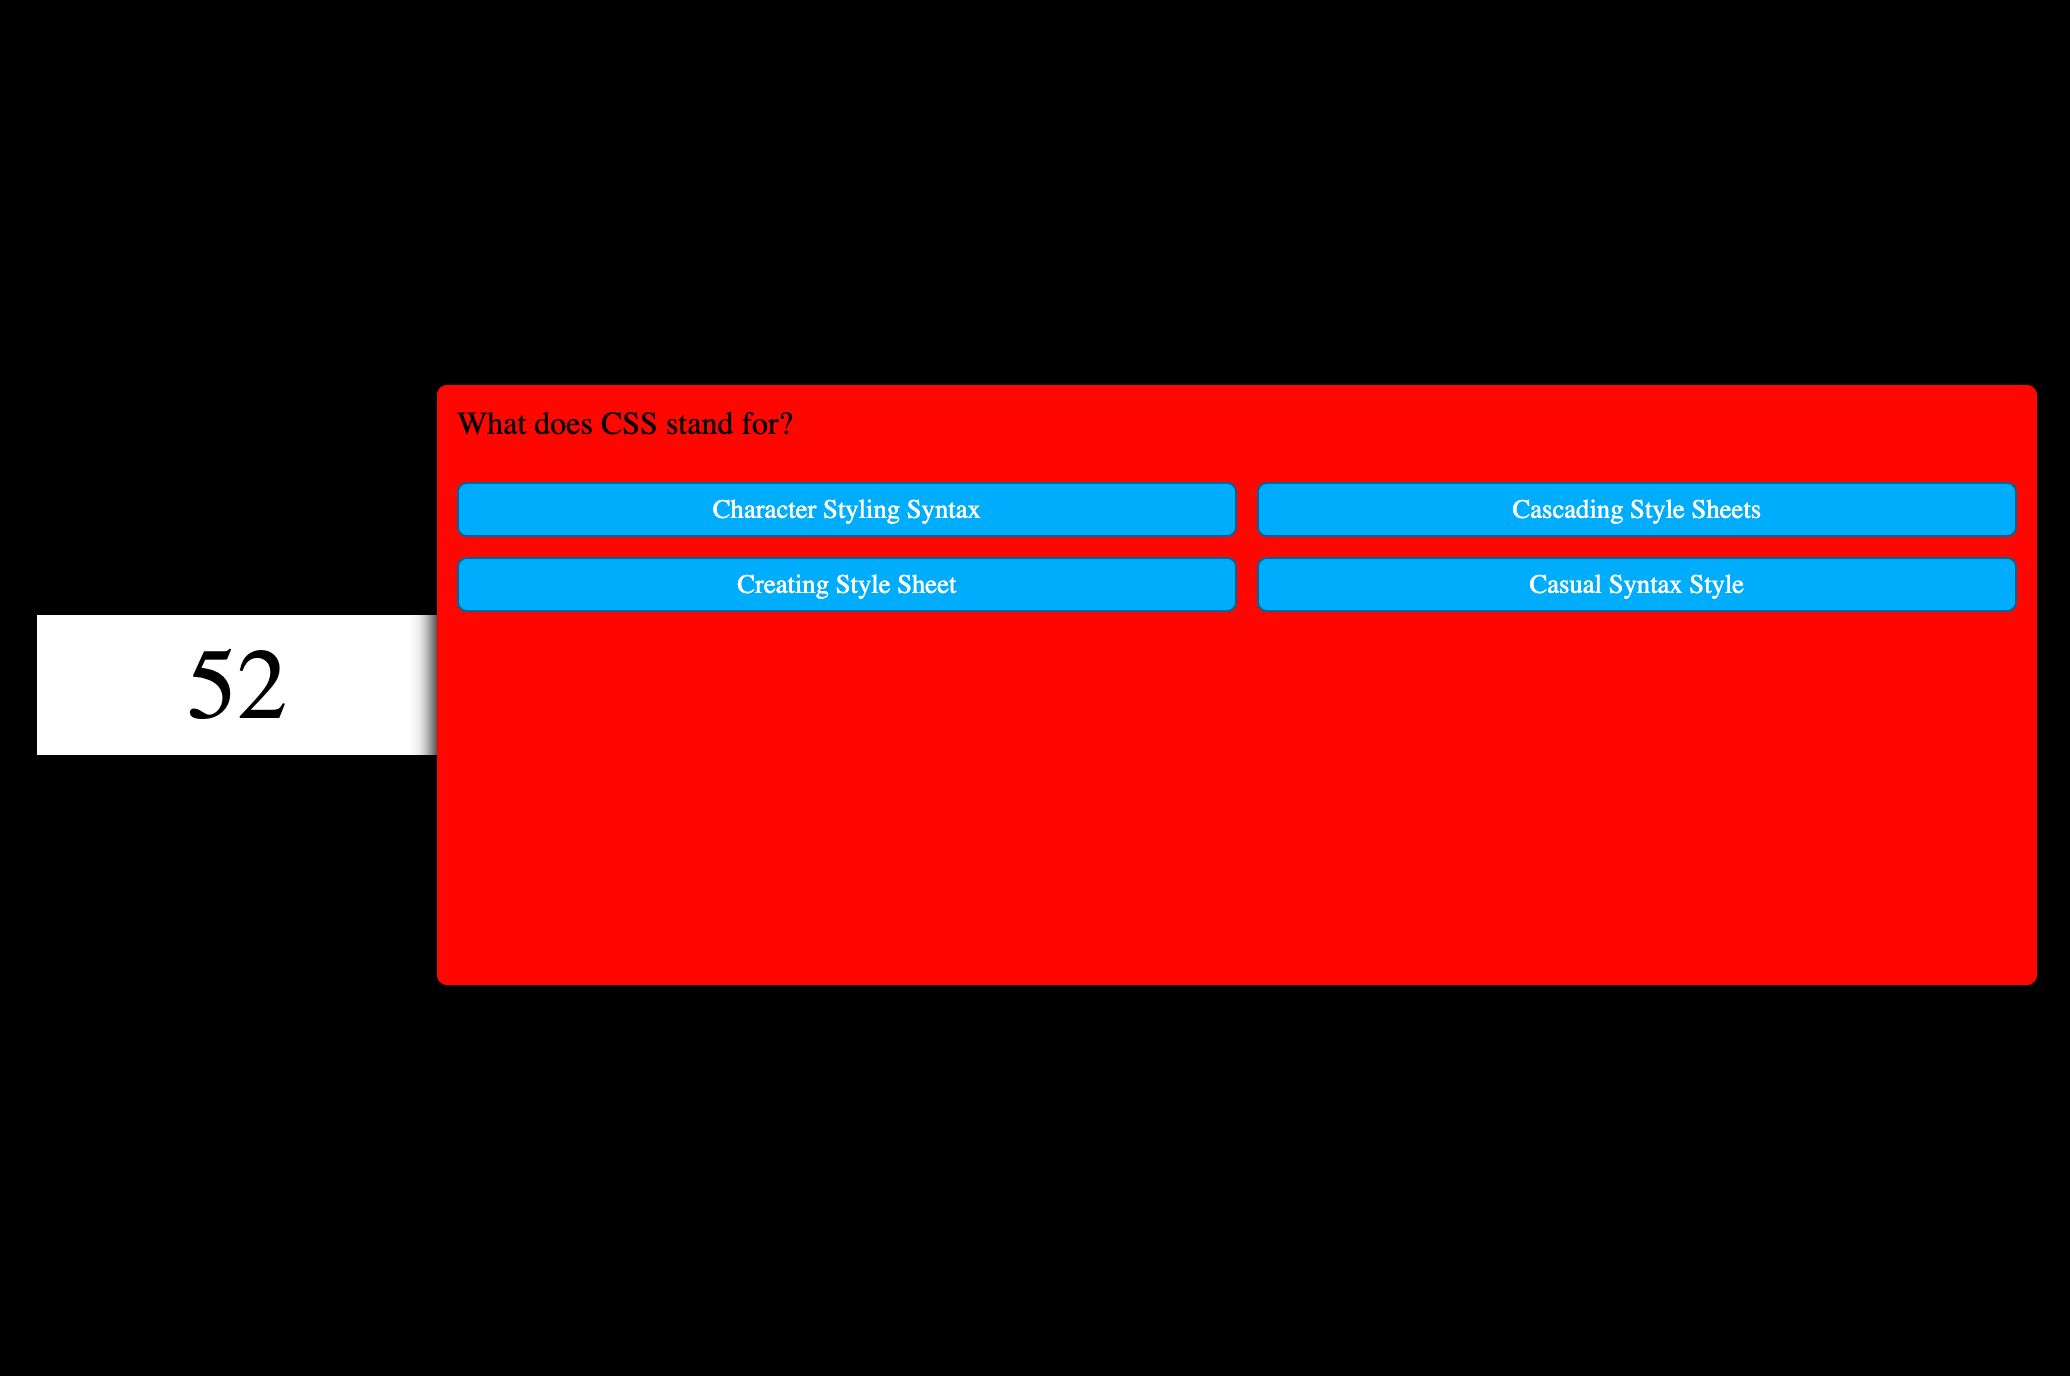 What does CSS stand for?
Character Styling Syntax
Cascading Style Sheets
Creating Style Sheet
Casual Syntax Style
52